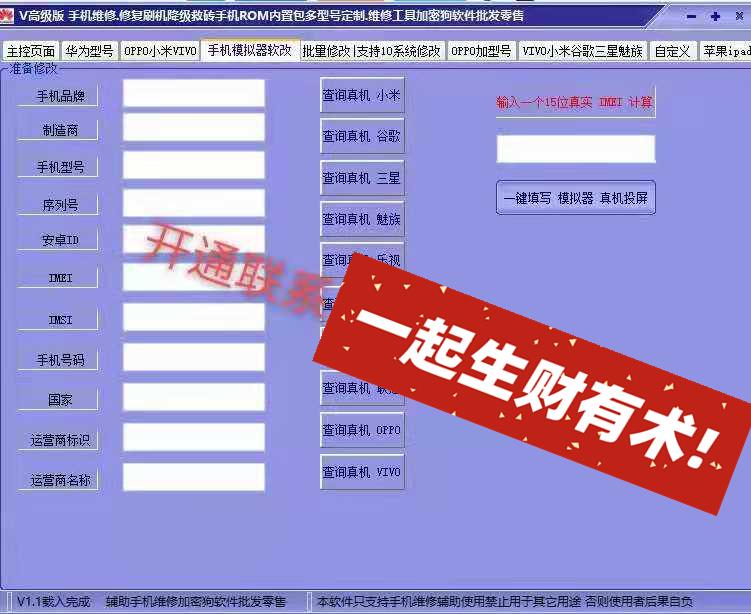 V高级版 手机维修.修复刷机降级救砖手机ROM内置包多型号定制.维修工具加密狗软件批发零售
主控页面 华为型号 OPPO小米VIVO 手机模拟器软改 批量修改|支持10系统修改 OPPO加型号 VIVO小米谷歌三星魅族 自定义 苹果ipad
准备修改
手机品牌 查询真机 小米 输入一个15位真实 IMEI 计算
制造商 查询真机 谷歌
手机型号 查询真机 三星 一键填写 模拟器 真机投屏
序列号 查询真机 魅族
安卓ID 查询真机 乐视
IMEI
IMSI
手机号码
国家
运营商标识 查询真机 OPPO
运营商名称 查询真机 VIVO
开通联系
一起生财有术!
V1.1载入完成 辅助手机维修加密狗软件批发零售 本软件只支持手机维修辅助使用禁止用于其它用途 否则使用者后果自负